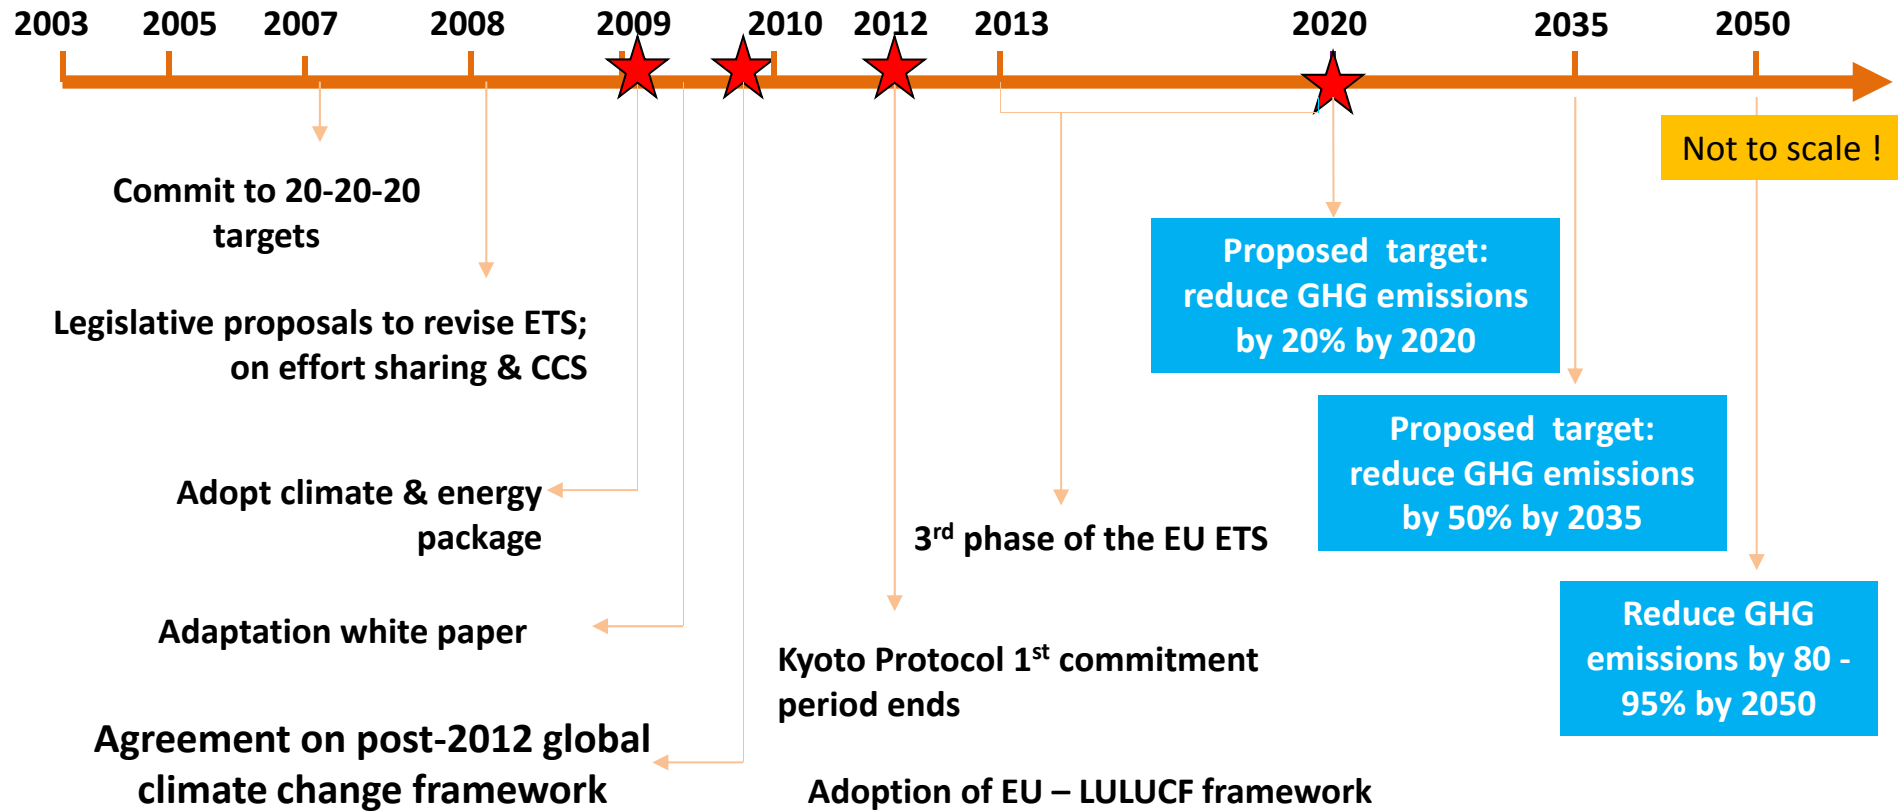 2003 2005 2007 2008 2009 2010 2012 2013 2020 2035 2050
Not to scale !
Commit to 20-20-20
targets
Legislative proposals to revise ETS;
on effort sharing & CCS
Adopt climate & energy
package
Adaptation white paper
Agreement on post-2012 global
climate change framework
3rd phase of the EU ETS
Kyoto Protocol 1st commitment
period ends
Adoption of EU – LULUCF framework
Proposed target:
reduce GHG emissions
by 20% by 2020
Proposed target:
reduce GHG emissions
by 50% by 2035
Reduce GHG
emissions by 80 -
95% by 2050